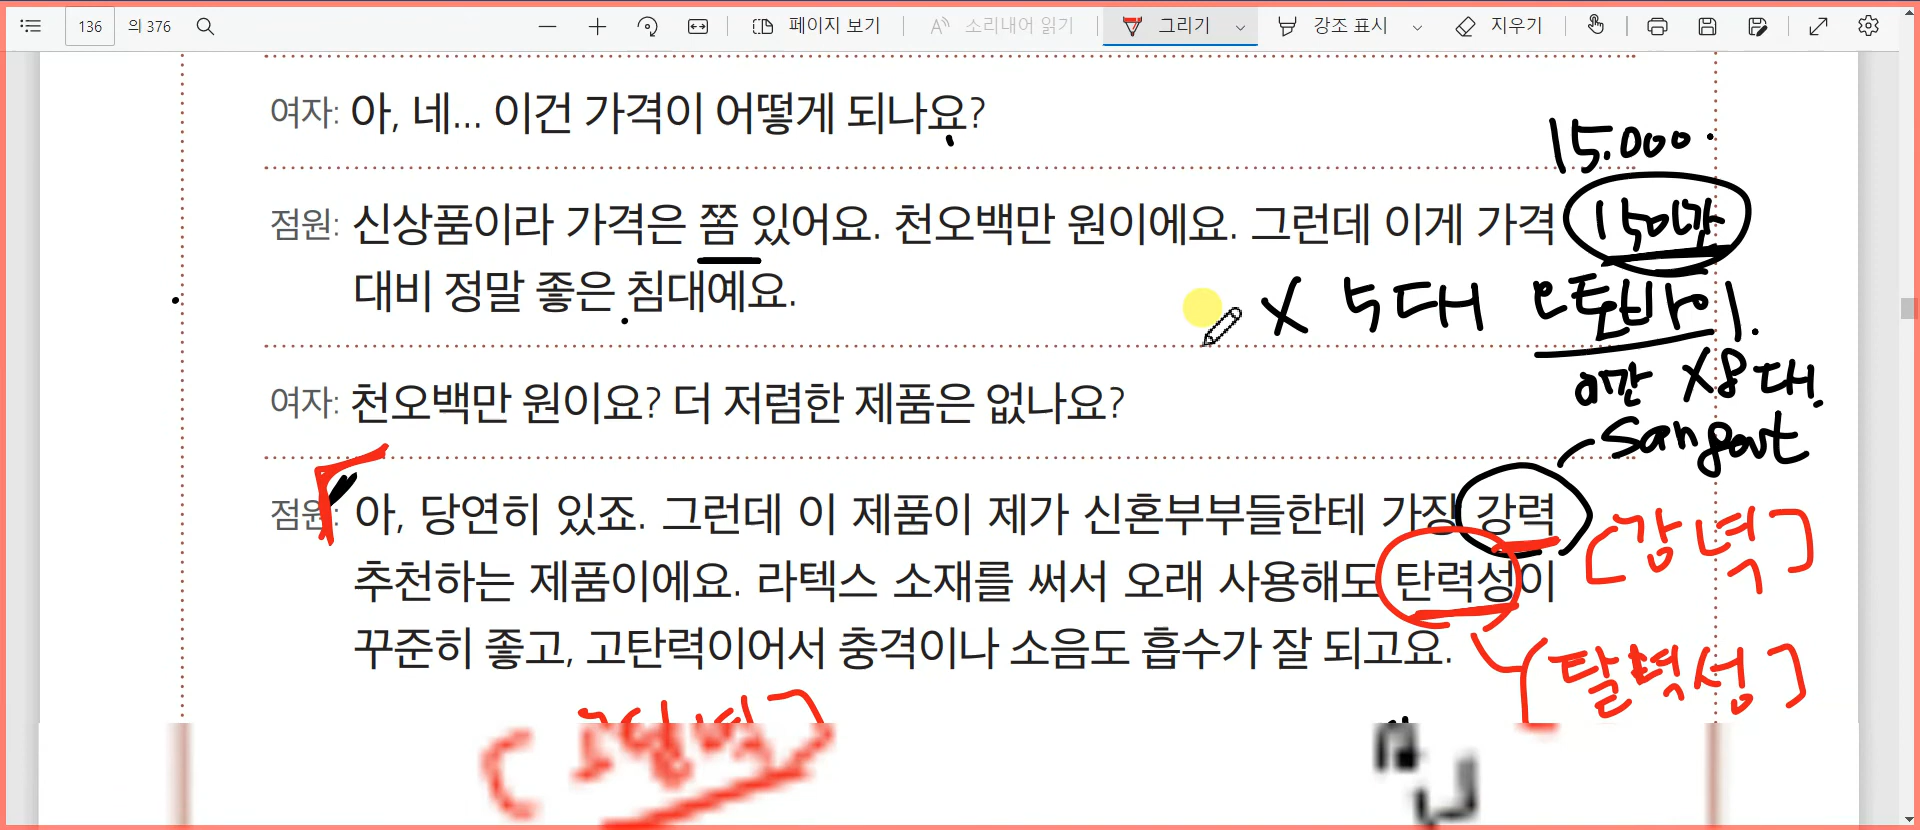 136 의 376 페이지 보기 소리내어 읽기 그리기 강조 표시 지우기
여자: 아, 네... 이건 가격이 어떻게 되나요?
15.000
점원: 신상품이라 가격은 쫌 있어요. 천오백만 원이에요. 그런데 이게 가격
대비 정말 좋은 침대예요.
X 5대 오토바이.
X 8대.
여자: 천오백만 원이요? 더 저렴한 제품은 없나요?
점원: 아, 당연히 있죠. 그런데 이 제품이 제가 신혼부부들한테 가장 강력
[강녁]
추천하는 제품이에요. 라텍스 소재를 써서 오래 사용해도 탄력성이
꾸준히 좋고, 고탄력이어서 충격이나 소음도 흡수가 잘 되고요.
[탈력성]